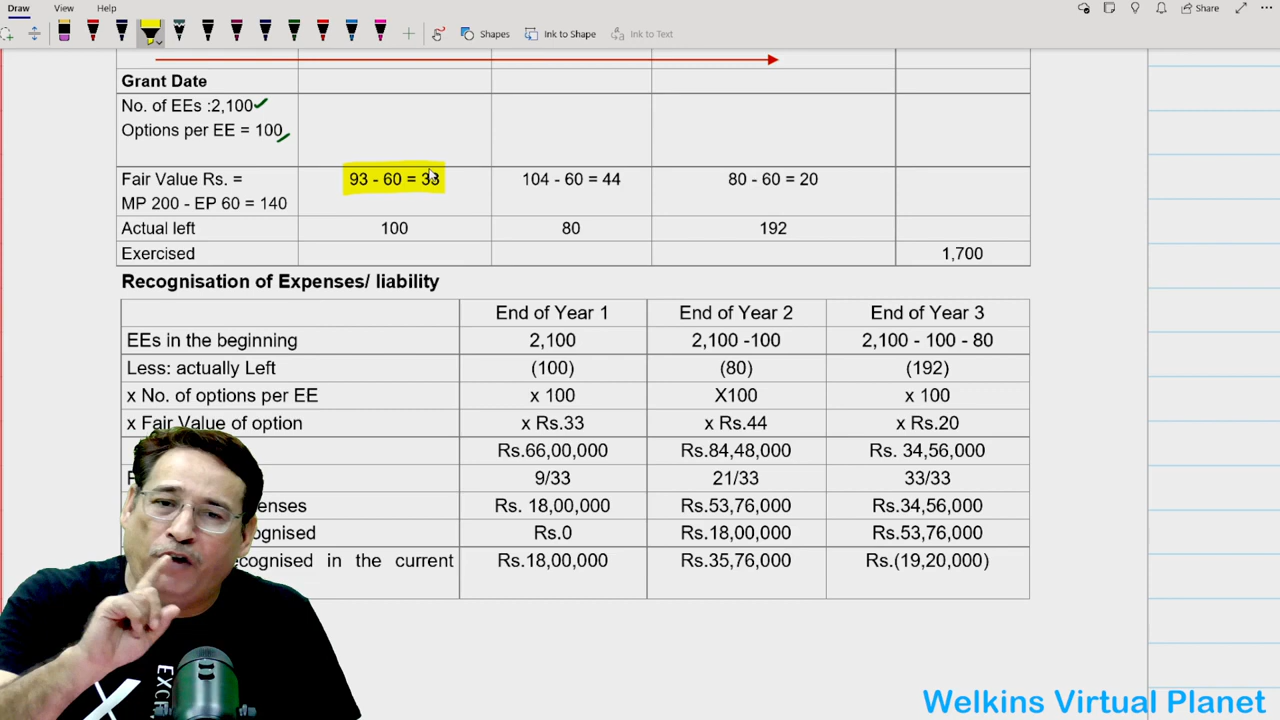 Draw View Help
Share
Shapes Ink to Shape Ink to Text
Grant Date
No. of EEs :2,100
Options per EE = 100
Fair Value Rs. = 93 - 60 = 33 104 - 60 = 44 80 - 60 = 20
MP 200 - EP 60 = 140
Actual left 100 80 192
Exercised 1,700
Recognisation of Expenses/ liability
End of Year 1 End of Year 2 End of Year 3
EEs in the beginning 2,100 2,100 -100 2,100 - 100 - 80
Less: actually Left (100) (80) (192)
x No. of options per EE x 100 X100 x 100
x Fair Value of option x Rs.33 x Rs.44 x Rs.20
Rs.66,00,000 Rs.84,48,000 Rs. 34,56,000
9/33 21/33 33/33
Rs. 18,00,000 Rs.53,76,000 Rs.34,56,000
Rs.0 Rs.18,00,000 Rs.53,76,000
in the current Rs.18,00,000 Rs.35,76,000 Rs.(19,20,000)
Welkins Virtual Planet